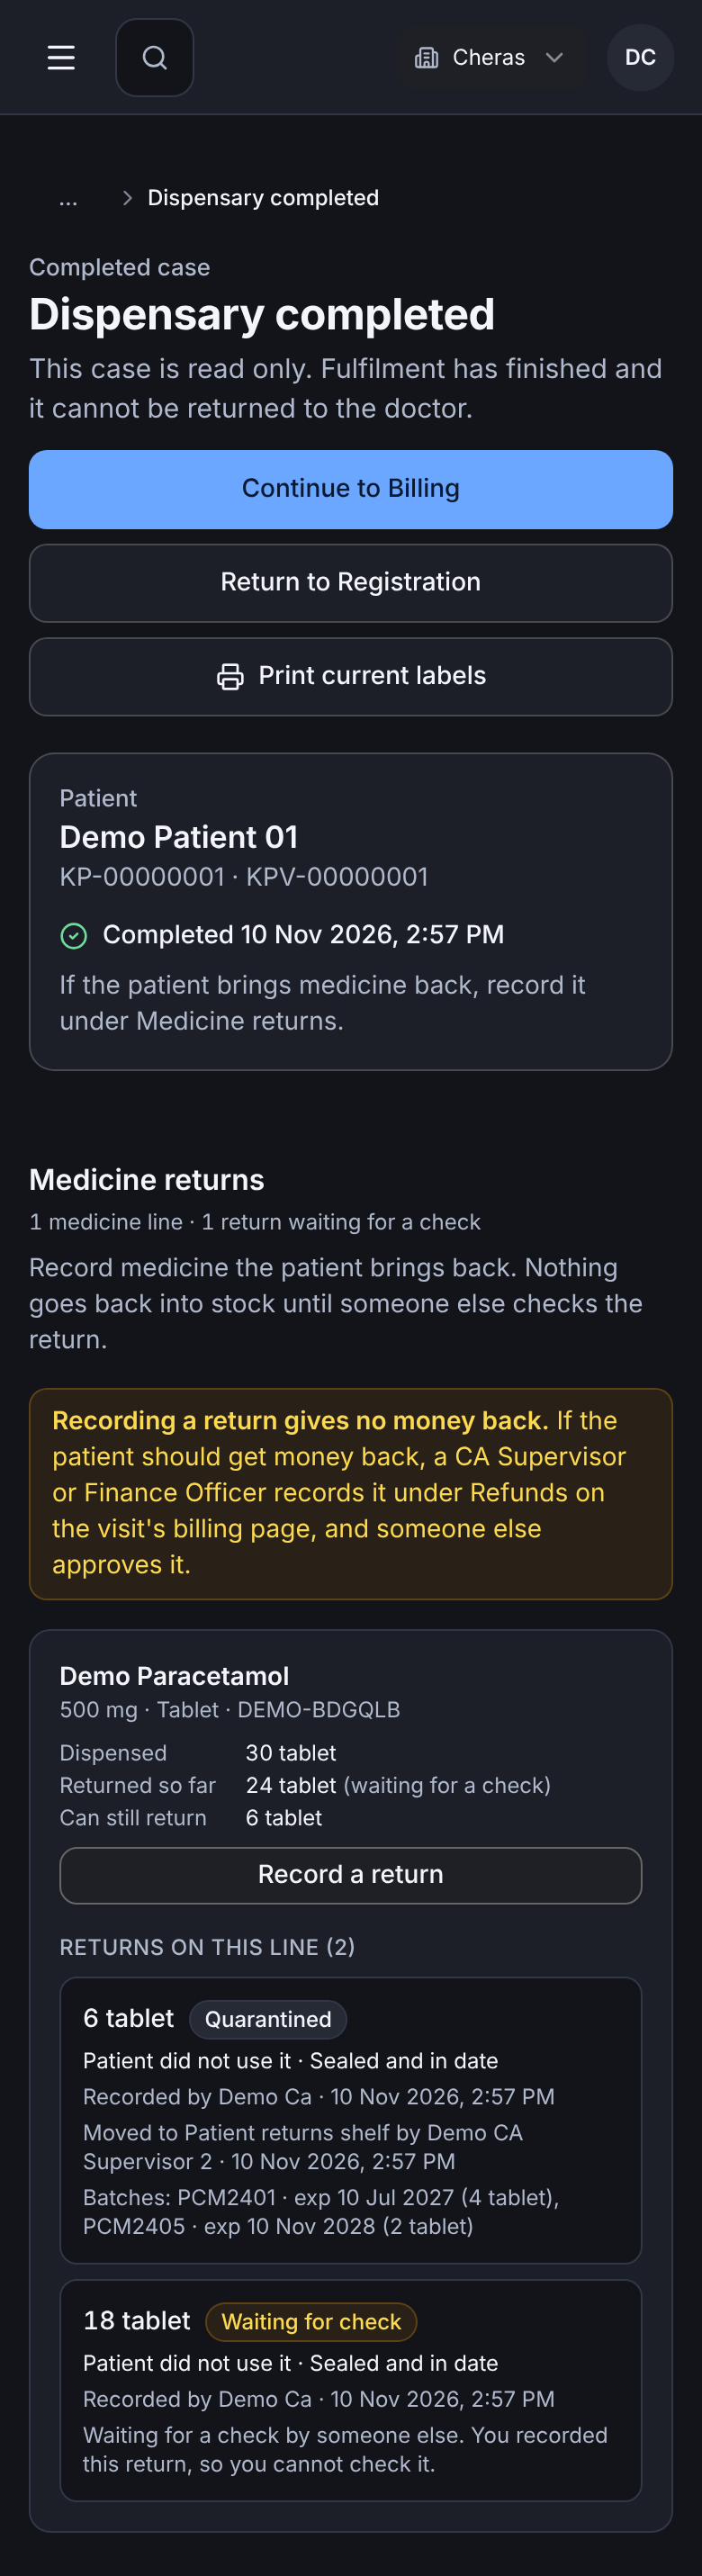 Cheras
DC
...
Dispensary completed
Completed case
Dispensary completed
This case is read only. Fulfilment has finished and
it cannot be returned to the doctor.
Continue to Billing
Return to Registration
Print current labels
Patient
Demo Patient 01
KP-00000001 · KPV-00000001
Completed 10 Nov 2026, 2:57 PM
If the patient brings medicine back, record it
under Medicine returns.
Medicine returns
1 medicine line · 1 return waiting for a check
Record medicine the patient brings back. Nothing
goes back into stock until someone else checks the
return.
Recording a return gives no money back. If the
patient should get money back, a CA Supervisor
or Finance Officer records it under Refunds on
the visit's billing page, and someone else
approves it.
Demo Paracetamol
500 mg · Tablet · DEMO-BDGQLB
Dispensed 30 tablet
Returned so far 24 tablet (waiting for a check)
Can still return 6 tablet
Record a return
RETURNS ON THIS LINE (2)
6 tablet Quarantined
Patient did not use it · Sealed and in date
Recorded by Demo Ca · 10 Nov 2026, 2:57 PM
Moved to Patient returns shelf by Demo CA
Supervisor 2 · 10 Nov 2026, 2:57 PM
Batches: PCM2401 · exp 10 Jul 2027 (4 tablet),
PCM2405 · exp 10 Nov 2028 (2 tablet)
18 tablet Waiting for check
Patient did not use it · Sealed and in date
Recorded by Demo Ca · 10 Nov 2026, 2:57 PM
Waiting for a check by someone else. You recorded
this return, so you cannot check it.